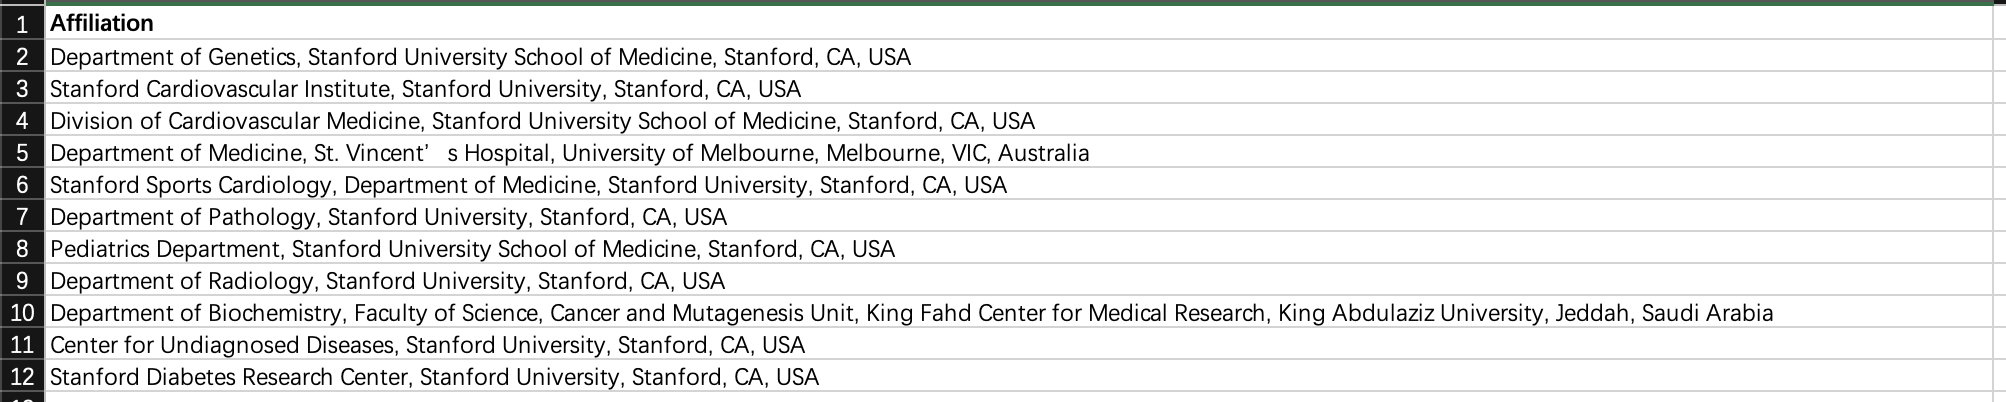 1 Affiliation
2 Department of Genetics, Stanford University School of Medicine, Stanford, CA, USA
3 Stanford Cardiovascular Institute, Stanford University, Stanford, CA, USA
4 Division of Cardiovascular Medicine, Stanford University School of Medicine, Stanford, CA, USA
5 Department of Medicine, St. Vincent’ s Hospital, University of Melbourne, Melbourne, VIC, Australia
6 Stanford Sports Cardiology, Department of Medicine, Stanford University, Stanford, CA, USA
7 Department of Pathology, Stanford University, Stanford, CA, USA
8 Pediatrics Department, Stanford University School of Medicine, Stanford, CA, USA
9 Department of Radiology, Stanford University, Stanford, CA, USA
10 Department of Biochemistry, Faculty of Science, Cancer and Mutagenesis Unit, King Fahd Center for Medical Research, King Abdulaziz University, Jeddah, Saudi Arabia
11 Center for Undiagnosed Diseases, Stanford University, Stanford, CA, USA
12 Stanford Diabetes Research Center, Stanford University, Stanford, CA, USA